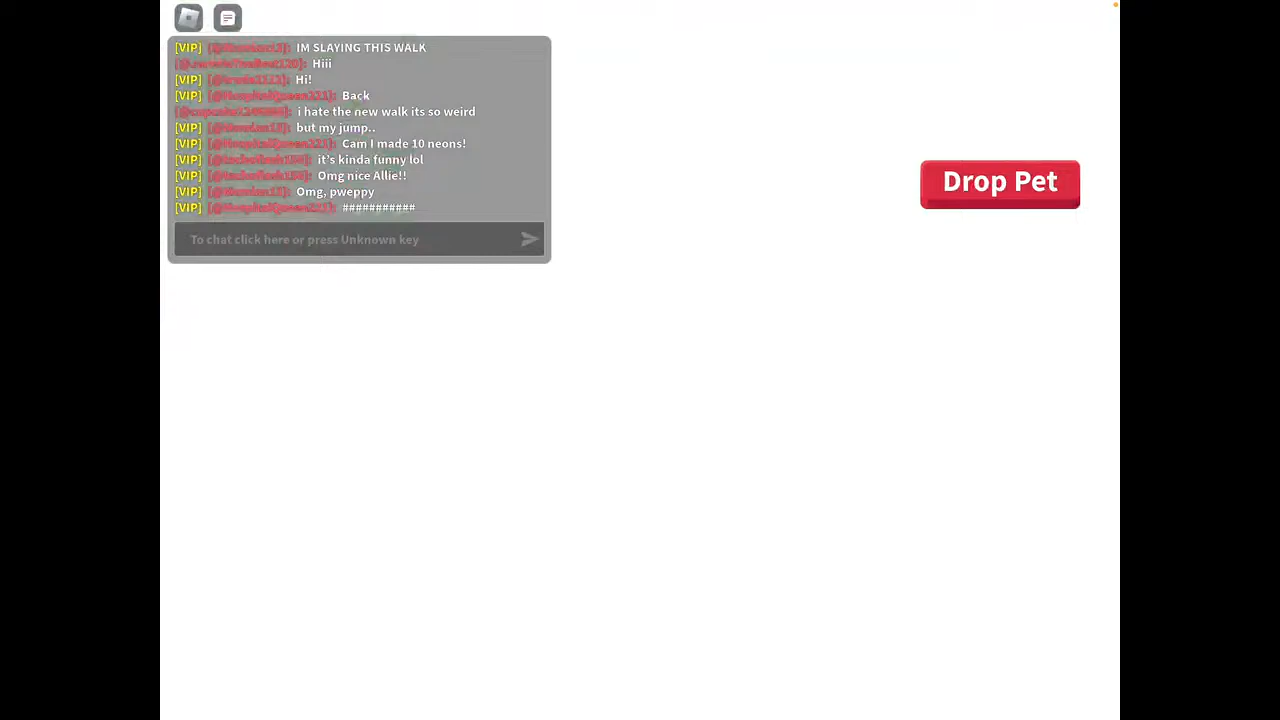 [VIP] IM SLAYING THIS WALK
Hiii
[VIP] Hi!
[VIP] Back
i hate the new walk its so weird
[VIP] but my jump..
[VIP] Cam I made 10 neons!
[VIP] it's kinda funny lol
[VIP] Omg nice Allie!!
[VIP] Omg, pweppy
[VIP] ###########
To chat click here or press Unknown key
Drop Pet